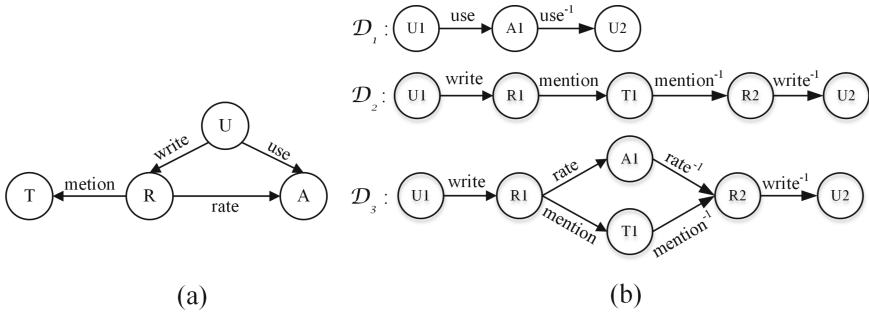 U
write
use
T
metion
R
rate
A
(a)
D1 : U1 use A1 use-1 U2
D2 : U1 write R1 mention T1 mention-1 R2 write-1 U2
D3 : U1 write R1 rate A1 rate-1 R2 write-1 U2
mention T1 mention-1
(b)